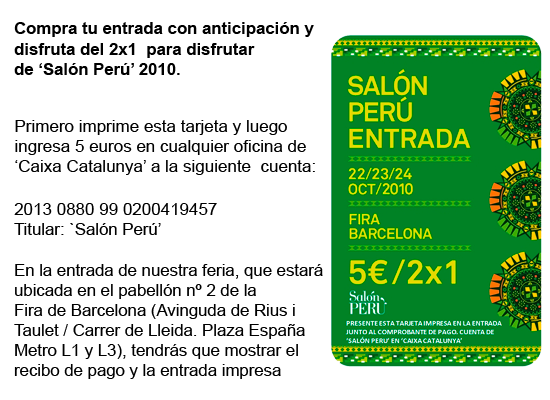 Compra tu entrada con anticipación y
disfruta del 2x1  para disfrutar
de ‘Salón Perú’ 2010.
Primero imprime esta tarjeta y luego
ingresa 5 euros en cualquier oficina de
‘Caixa Catalunya’ a la siguiente  cuenta:
2013 0880 99 0200419457
Titular: `Salón Perú’
En la entrada de nuestra feria, que estará
ubicada en el pabellón nº 2 de la
Fira de Barcelona (Avinguda de Rius i
Taulet / Carrer de Lleida. Plaza España
Metro L1 y L3), tendrás que mostrar el
recibo de pago y la entrada impresa
SALÓN
PERÚ
ENTRADA
22/23/24
OCT/2010
FIRA
BARCELONA
5€/2x1
Salón
PERÚ
PRESENTE ESTA TARJETA IMPRESA EN LA ENTRADA
JUNTO AL COMPROBANTE DE PAGO. CUENTA DE
‘SALÓN PERÚ’ EN ‘CAIXA CATALUNYA’